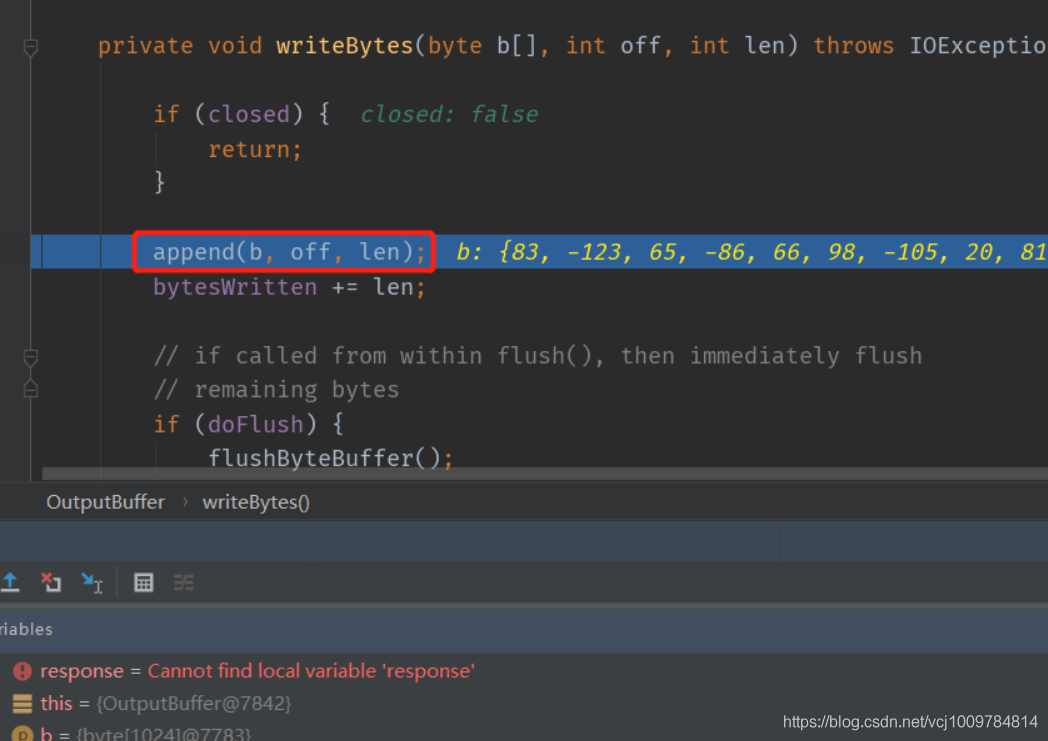 private void writeBytes(byte b[], int off, int len) throws IOExceptio
if (closed) {  closed: false
return;
}
append(b, off, len);  b: {83, -123, 65, -86, 66, 98, -105, 20, 81
bytesWritten += len;
// if called from within flush(), then immediately flush
// remaining bytes
if (doFlush) {
flushByteBuffer();
OutputBuffer › writeBytes()
riables
response = Cannot find local variable 'response'
this = {OutputBuffer@7842}
b = {byte[1024]@7783}
https://blog.csdn.net/vcj1009784814